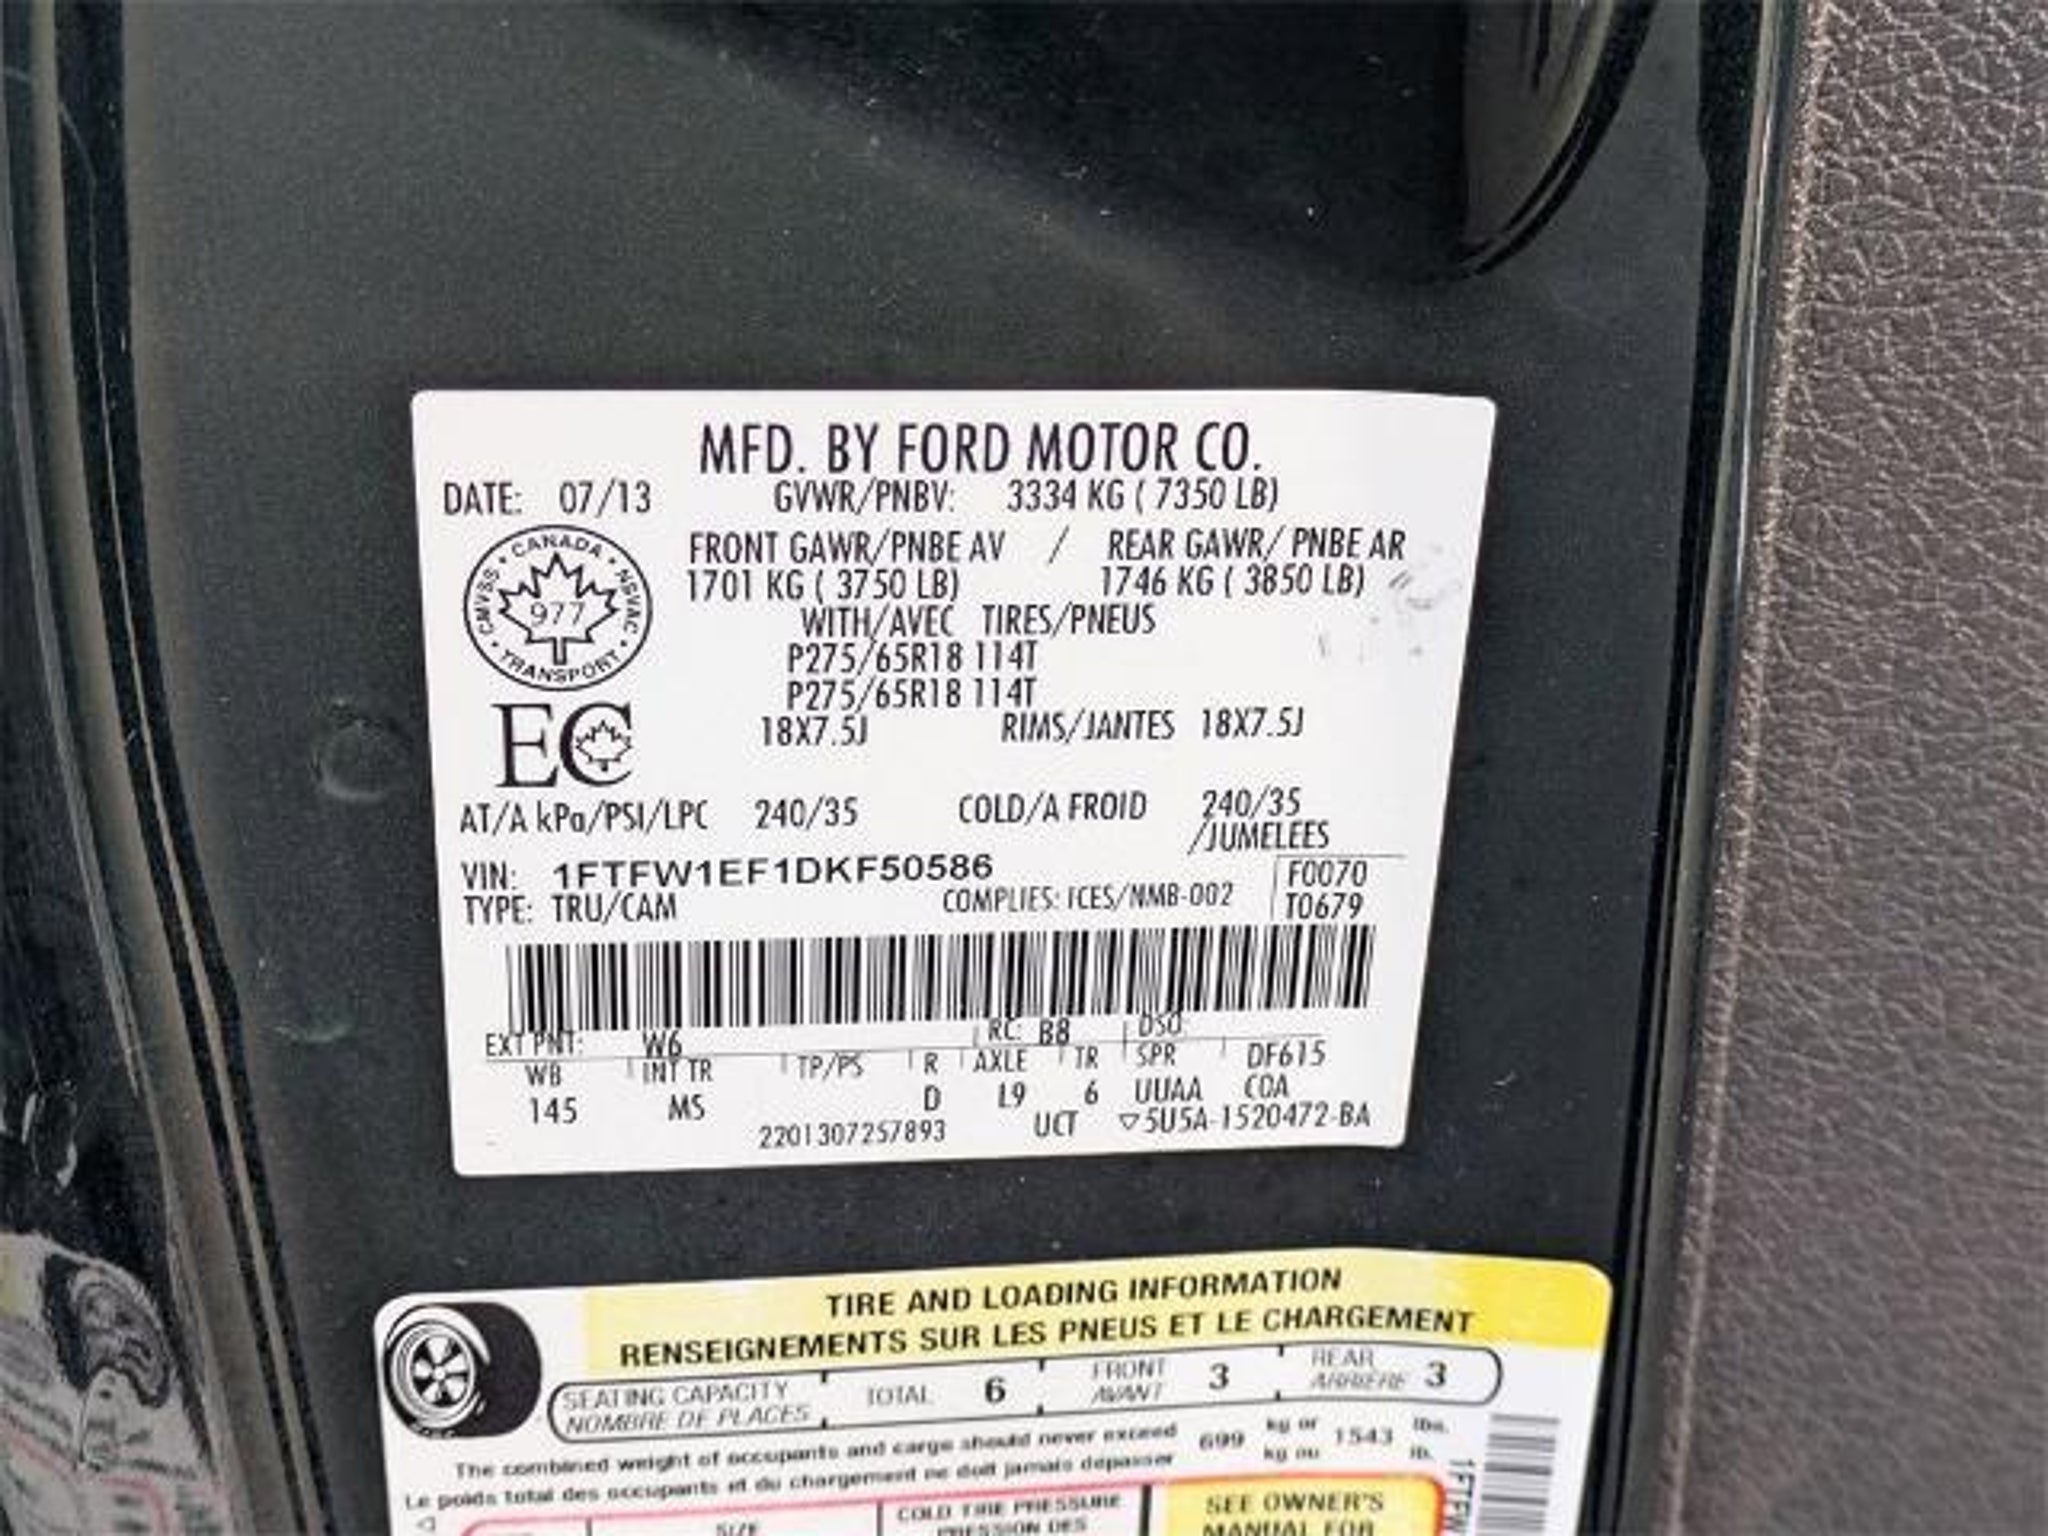 MFD. BY FORD MOTOR CO.
DATE: 07/13 GVWR/PNBV: 3334 KG ( 7350 LB)
FRONT GAWR/PNBE AV / REAR GAWR/ PNBE AR
1701 KG ( 3750 LB) 1746 KG ( 3850 LB)
WITH/AVEC TIRES/PNEUS
P275/65R18 114T
P275/65R18 114T
18X7.5J RIMS/JANTES 18X7.5J
CANADA
CMVSS 977 NSVAC
TRANSPORT
EC
AT/A kPa/PSI/LPC 240/35 COLD/A FROID 240/35
/JUMELEES
VIN: 1FTFW1EF1DKF50586 F0070
TYPE: TRU/CAM COMPLIES: ICES/NMB-002 T0679
EXT PNT: W6 RC: B8 DSO:
WB INT TR TP/PS R AXLE TR SPR DF615
145 MS D L9 6 UUAA COA
2201307257893 UCT ▽5U5A-1520472-BA
TIRE AND LOADING INFORMATION
RENSEIGNEMENTS SUR LES PNEUS ET LE CHARGEMENT
SEATING CAPACITY TOTAL 6 FRONT 3 REAR 3
NOMBRE DE PLACES AVANT ARRIÈRE
The combined weight of occupants and cargo should never exceed 699 kg or 1543 lbs.
Le poids total des occupants et du chargement ne doit jamais dépasser kg ou lb.
SIZE COLD TIRE PRESSURE SEE OWNER'S
PRESSION DES MANUAL FOR
1FTFW